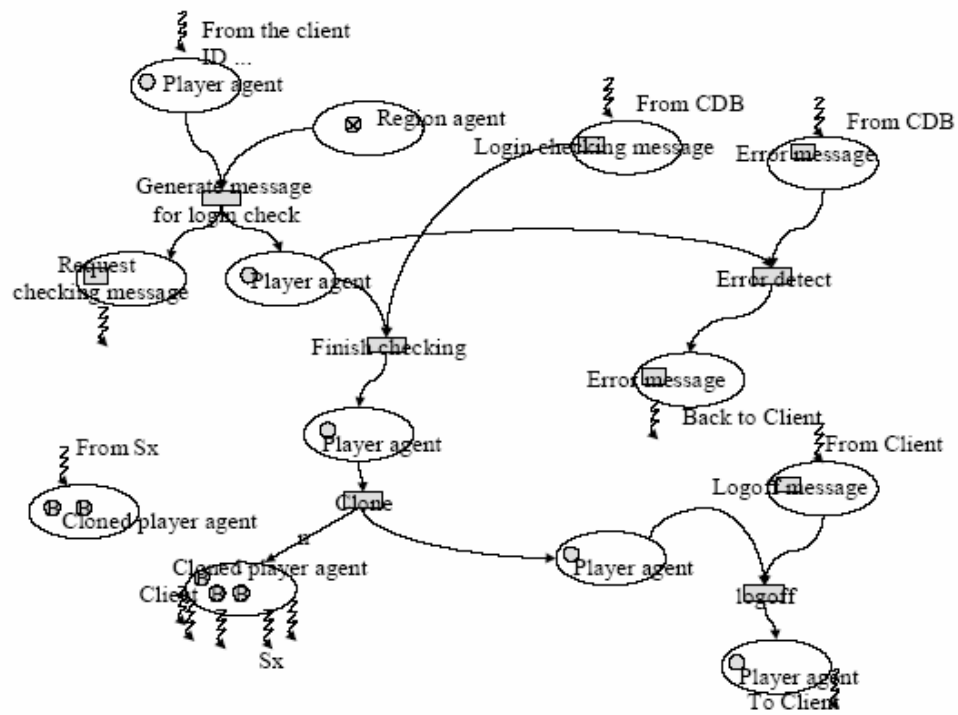 From the client
ID ...
Player agent
Region agent
From CDB
Login checking message
From CDB
Error message
Generate message
for login check
Request
checking message
Player agent
Error detect
Finish checking
Error message
Back to Client
Player agent
From Sx
Cloned player agent
Clone
n
From Client
Logoff message
Cloned player agent
Client
Sx
Player agent
logoff
Player agent
To Client